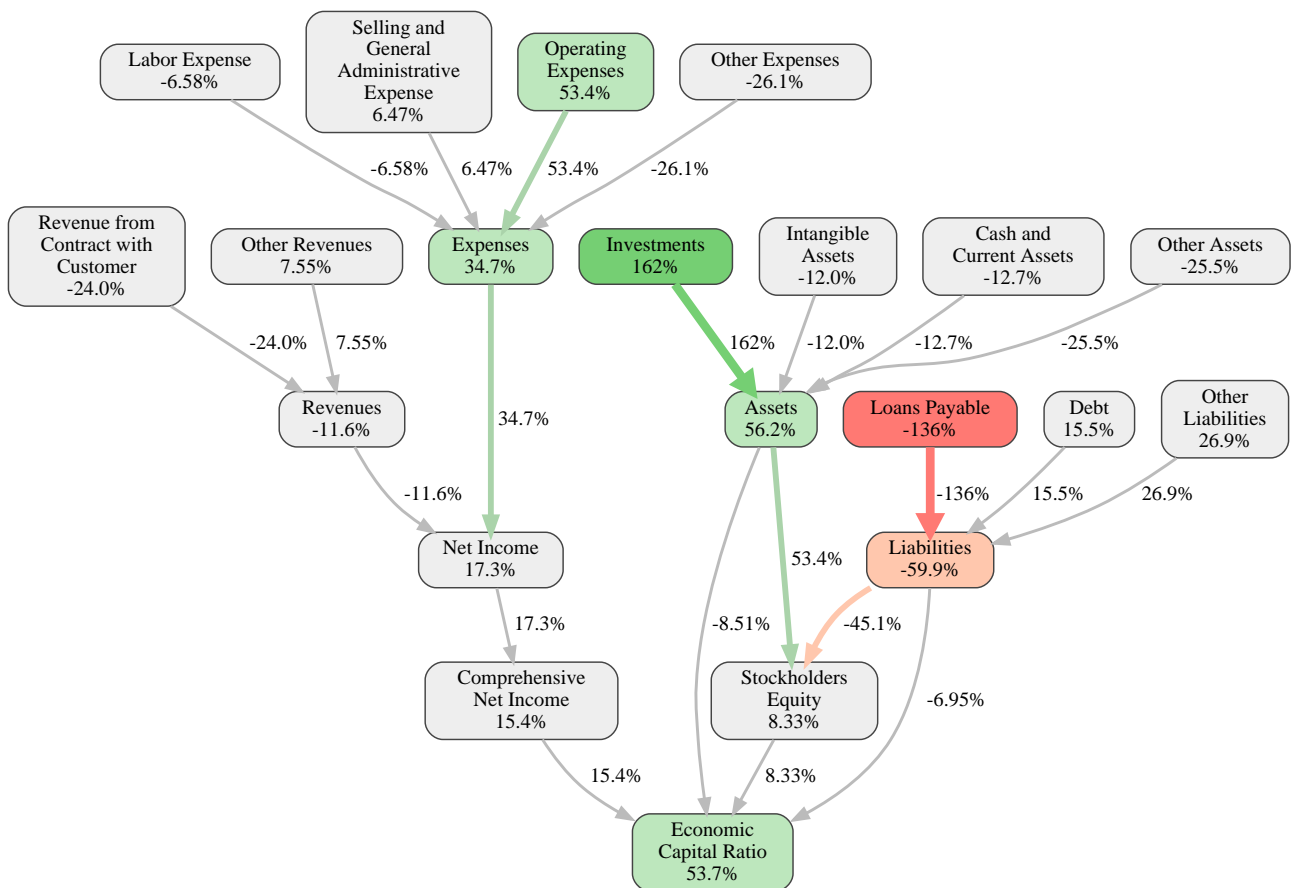 Labor Expense
-6.58%
Selling and
General
Administrative
Expense
6.47%
Operating
Expenses
53.4%
Other Expenses
-26.1%
-6.58%
6.47%
53.4%
-26.1%
Revenue from
Contract with
Customer
-24.0%
Other Revenues
7.55%
Expenses
34.7%
Investments
162%
Intangible
Assets
-12.0%
Cash and
Current Assets
-12.7%
Other Assets
-25.5%
-24.0%
7.55%
34.7%
162%
-12.0%
-12.7%
-25.5%
Revenues
-11.6%
Assets
56.2%
Loans Payable
-136%
Debt
15.5%
Other
Liabilities
26.9%
-11.6%
-136%
15.5%
26.9%
Net Income
17.3%
53.4%
Liabilities
-59.9%
17.3%
-8.51%
-45.1%
Comprehensive
Net Income
15.4%
Stockholders
Equity
8.33%
-6.95%
15.4%
8.33%
Economic
Capital Ratio
53.7%